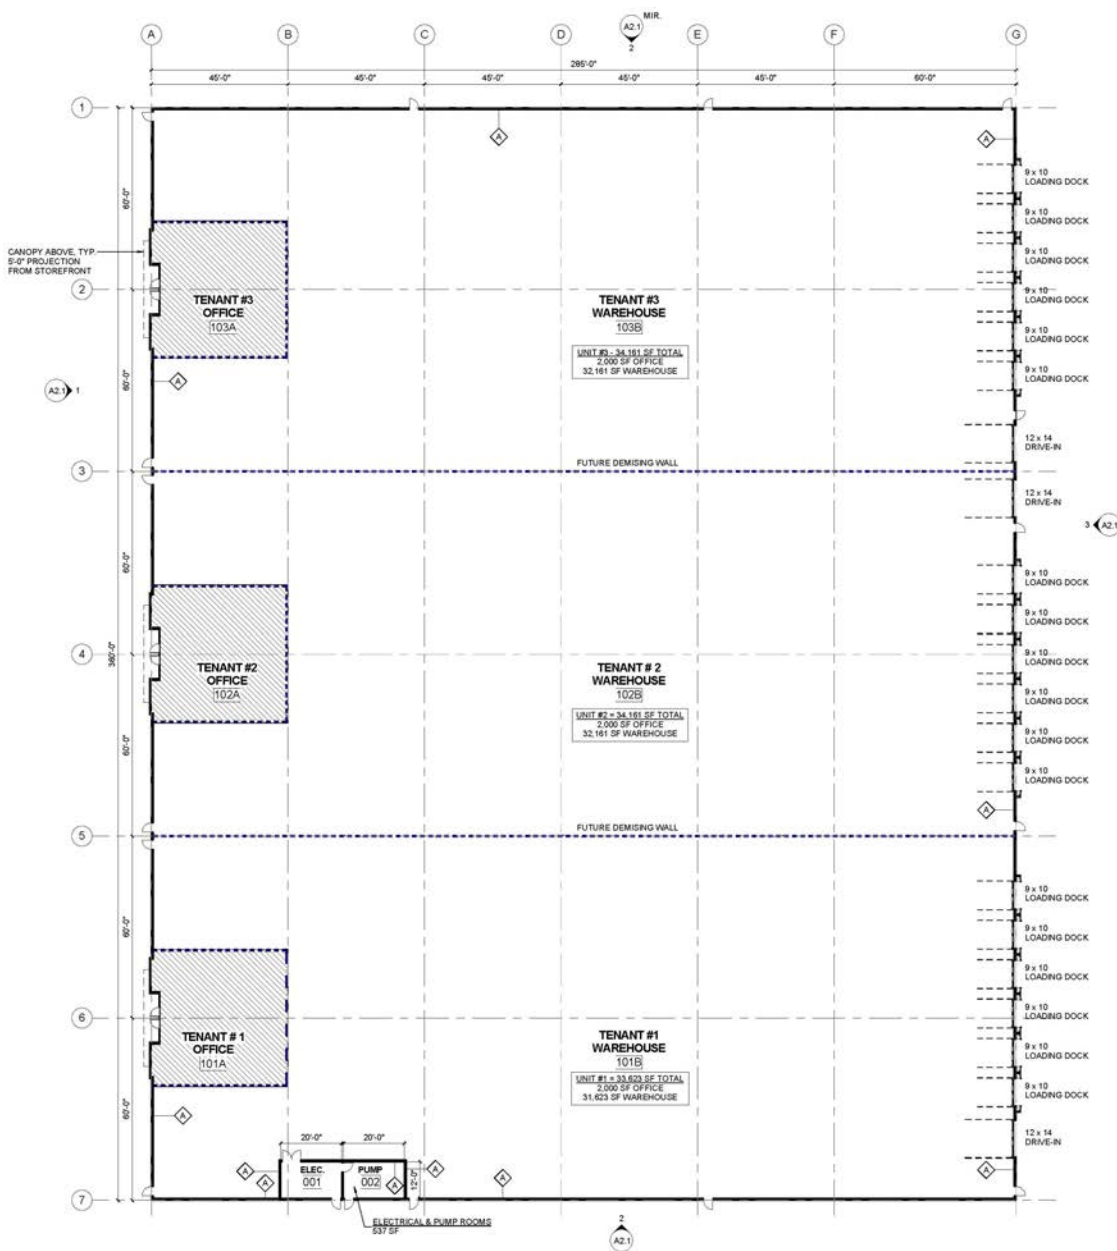 MIR.
A2.1
2
A
B
C
D
E
F
G
285'-0"
45'-0"
45'-0"
45'-0"
45'-0"
45'-0"
60'-0"
1
A
A
9 x 10
LOADING DOCK
60'-0"
9 x 10
LOADING DOCK
CANOPY ABOVE, TYP.
5'-0" PROJECTION
FROM STOREFRONT
9 x 10
LOADING DOCK
2
TENANT #3
OFFICE
103A
TENANT #3
WAREHOUSE
103B
9 x 10
LOADING DOCK
9 x 10
LOADING DOCK
UNIT #3 - 34,161 SF TOTAL
2,000 SF OFFICE
32,161 SF WAREHOUSE
9 x 10
LOADING DOCK
A2.1
1
60'-0"
A
12 x 14
DRIVE-IN
3
FUTURE DEMISING WALL
12 x 14
DRIVE-IN
3
A2.1
60'-0"
9 x 10
LOADING DOCK
9 x 10
LOADING DOCK
4
360'-0"
TENANT #2
OFFICE
102A
TENANT # 2
WAREHOUSE
102B
9 x 10
LOADING DOCK
9 x 10
LOADING DOCK
UNIT #2 = 34,161 SF TOTAL
2,000 SF OFFICE
32,161 SF WAREHOUSE
9 x 10
LOADING DOCK
60'-0"
9 x 10
LOADING DOCK
A
5
FUTURE DEMISING WALL
9 x 10
LOADING DOCK
60'-0"
9 x 10
LOADING DOCK
9 x 10
LOADING DOCK
6
TENANT # 1
OFFICE
101A
TENANT #1
WAREHOUSE
101B
9 x 10
LOADING DOCK
9 x 10
LOADING DOCK
UNIT #1 = 33,623 SF TOTAL
2,000 SF OFFICE
31,623 SF WAREHOUSE
9 x 10
LOADING DOCK
60'-0"
A
12 x 14
DRIVE-IN
20'-0"
20'-0"
A
A
ELEC.
001
PUMP
002
A
12'-0"
A
A
A
7
ELECTRICAL & PUMP ROOMS
537 SF
2
A2.1